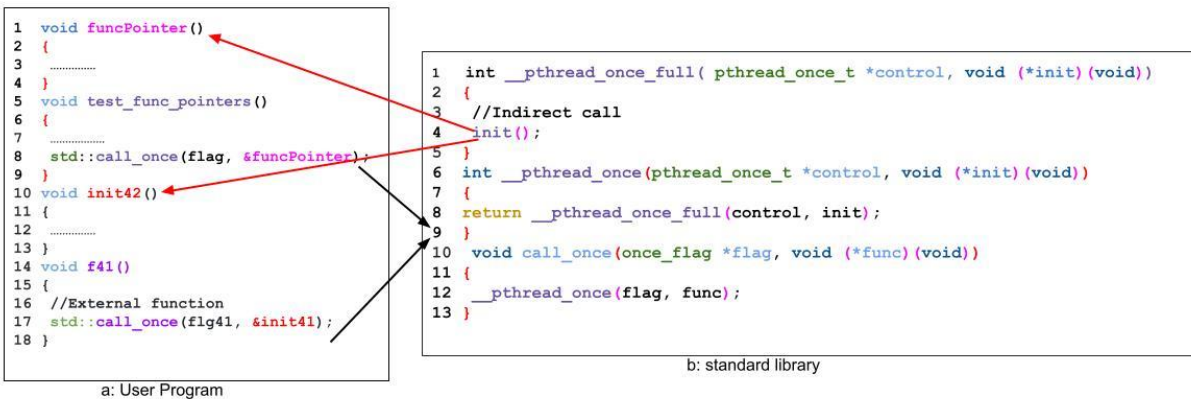 1 void funcPointer()
2 {
3 ...............
4 }
5 void test_func_pointers()
6 {
7 ..................
8 std::call_once(flag, &funcPointer);
9 }
10 void init42()
11 {
12 ...............
13 }
14 void f41()
15 {
16 //External function
17 std::call_once(flg41, &init41);
18 }
a: User Program
1 int __pthread_once_full( pthread_once_t *control, void (*init)(void))
2 {
3 //Indirect call
4 init();
5 }
6 int __pthread_once(pthread_once_t *control, void (*init)(void))
7 {
8 return __pthread_once_full(control, init);
9 }
10 void call_once(once_flag *flag, void (*func)(void))
11 {
12 __pthread_once(flag, func);
13 }
b: standard library